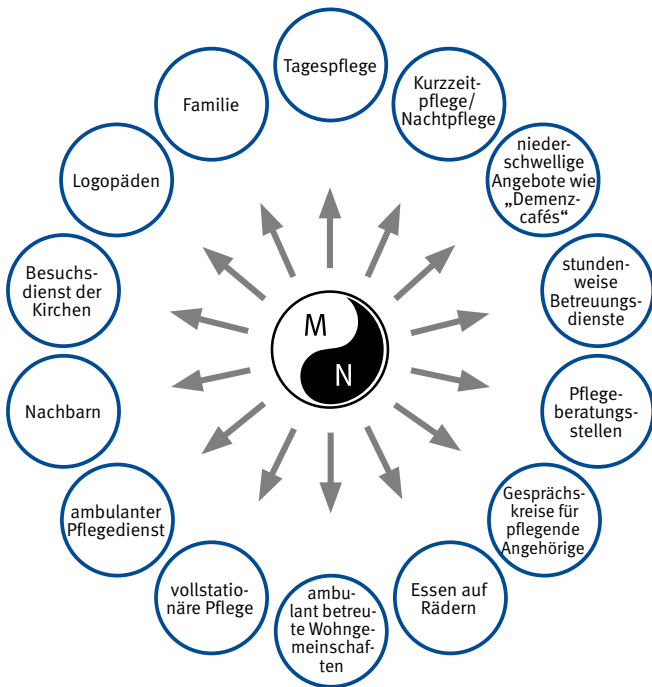 Tagespflege
Kurzzeit-
pflege/
Nachtpflege
nieder-
schwellige
Angebote wie
„Demenz-
cafés“
stunden-
weise
Betreuungs-
dienste
Pflege-
beratungs-
stellen
Gesprächs-
kreise für
pflegende
Angehörige
Essen auf
Rädern
ambu-
lant betreu-
te Wohnge-
meinschaf-
ten
vollstatio-
näre Pflege
ambulanter
Pflegedienst
Nachbarn
Besuchs-
dienst der
Kirchen
Logopäden
Familie
M
N